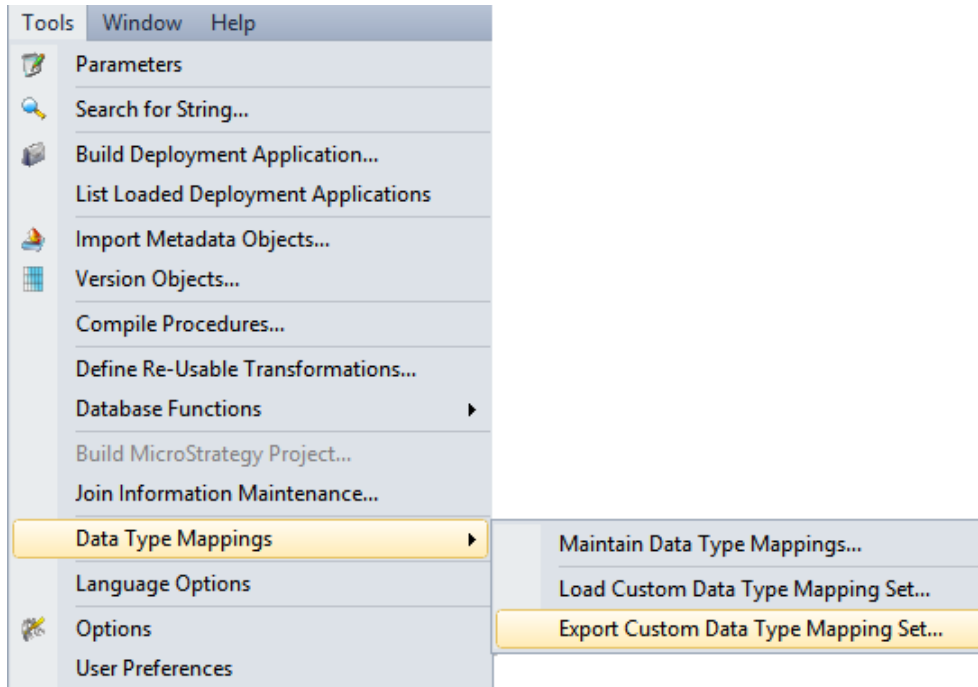 Tools Window Help
Parameters
Search for String...
Build Deployment Application...
List Loaded Deployment Applications
Import Metadata Objects...
Version Objects...
Compile Procedures...
Define Re-Usable Transformations...
Database Functions
Build MicroStrategy Project...
Join Information Maintenance...
Data Type Mappings
Maintain Data Type Mappings...
Load Custom Data Type Mapping Set...
Export Custom Data Type Mapping Set...
Language Options
Options
User Preferences